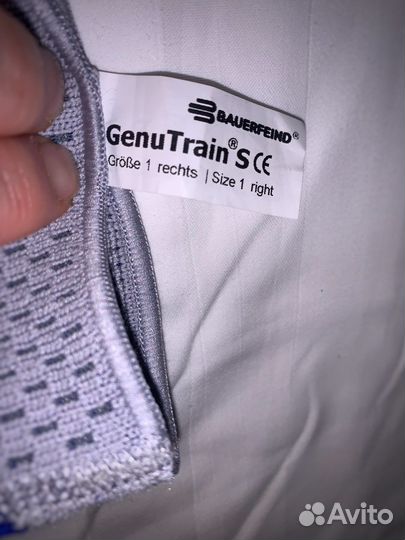 BAUERFEIND®
GenuTrain® S CE
Größe 1 rechts | Size 1 right
Avito